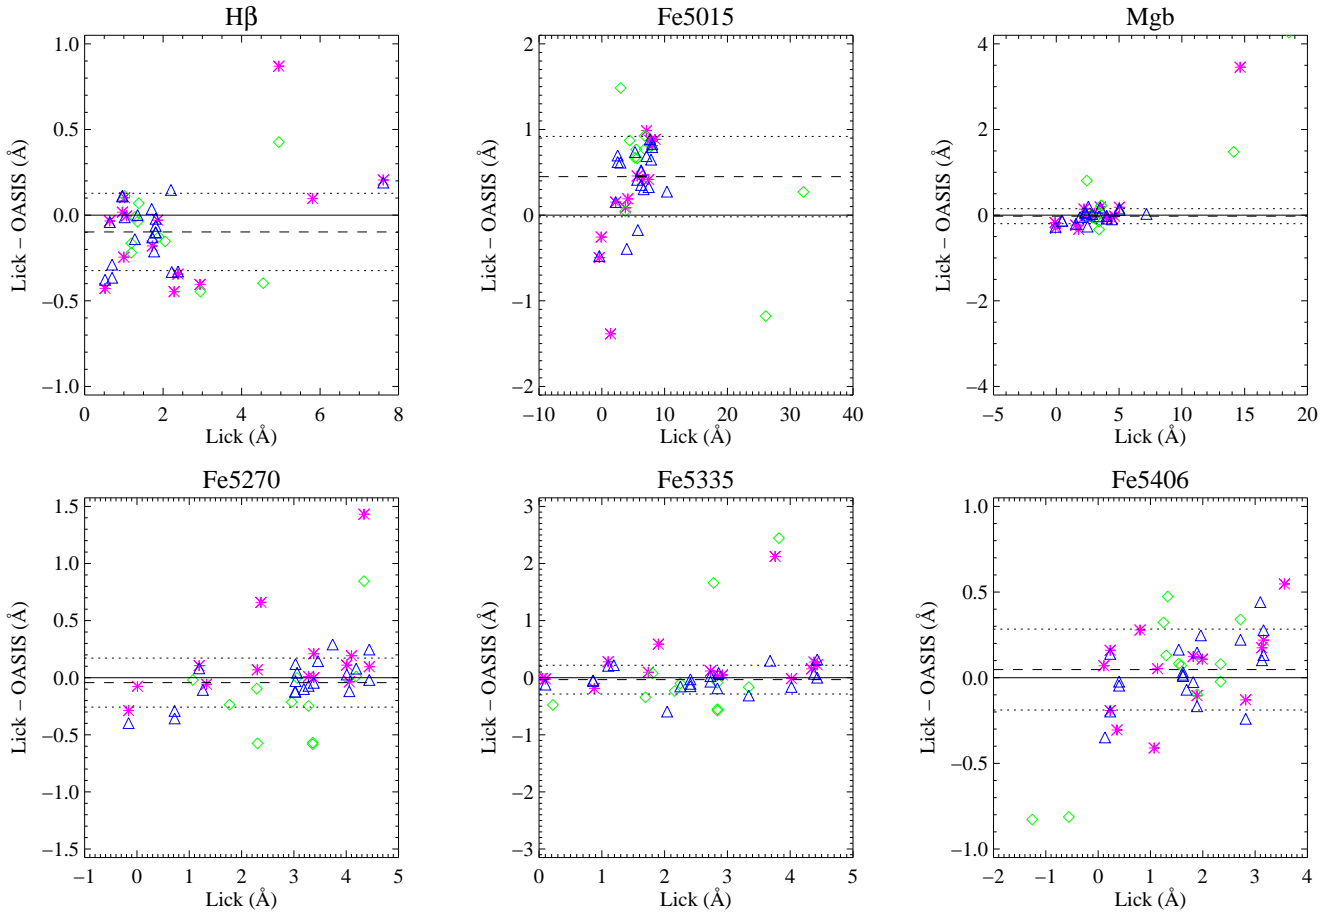 Hβ
Fe5015
Mgb
1.0
0.5
0.0
−0.5
−1.0
Lick − OASIS (Å)
0 2 4 6 8
Lick (Å)
2
1
0
−1
−2
Lick − OASIS (Å)
−10 0 10 20 30 40
Lick (Å)
4
2
0
−2
−4
Lick − OASIS (Å)
−5 0 5 10 15 20
Lick (Å)
Fe5270
Fe5335
Fe5406
1.5
1.0
0.5
0.0
−0.5
−1.0
−1.5
Lick − OASIS (Å)
−1 0 1 2 3 4 5
Lick (Å)
3
2
1
0
−1
−2
−3
Lick − OASIS (Å)
0 1 2 3 4 5
Lick (Å)
1.0
0.5
0.0
−0.5
−1.0
Lick − OASIS (Å)
−2 −1 0 1 2 3 4
Lick (Å)